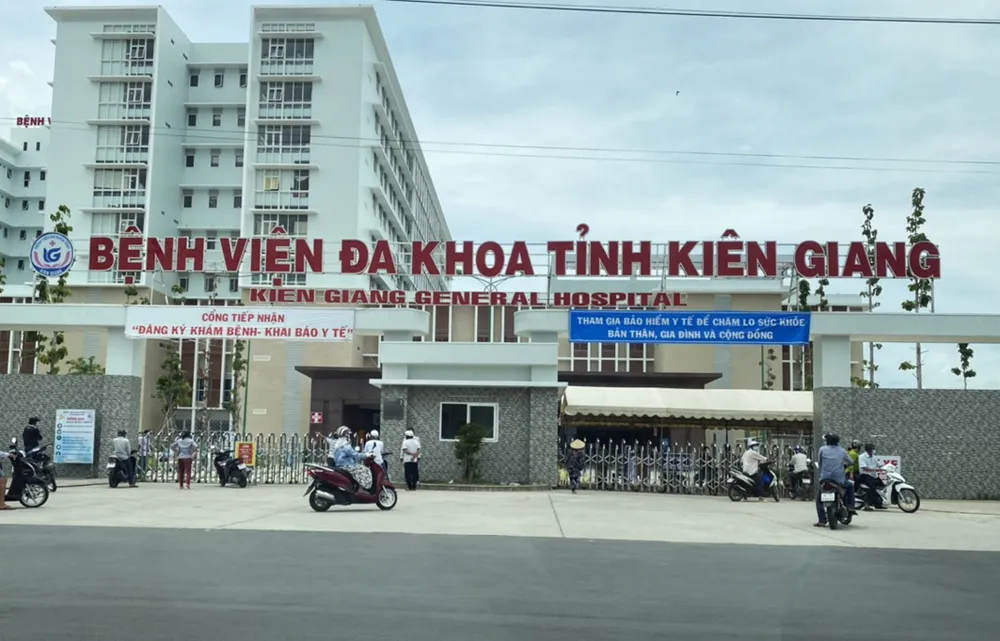 BỆNH V
BỆNH VIỆN ĐA KHOA TỈNH KIÊN GIANG
KIEN GIANG GENERAL HOSPITAL
CỔNG TIẾP NHẬN
"ĐĂNG KÝ KHÁM BỆNH- KHAI BÁO Y TẾ"
THAM GIA BẢO HIỂM Y TẾ ĐỂ CHĂM LO SỨC KHỎE
BẢN THÂN, GIA ĐÌNH VÀ CỘNG ĐỒNG